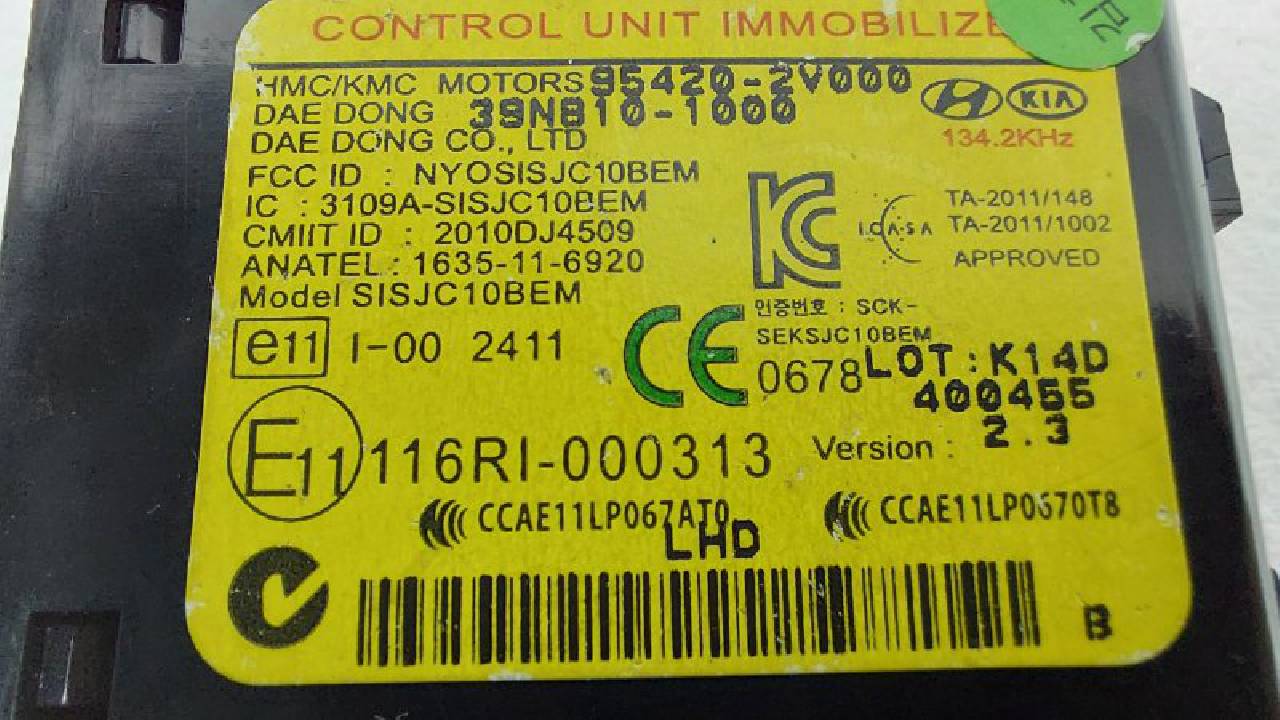 CONTROL UNIT IMMOBILIZE
HMC/KMC MOTORS 95420-2V000
DAE DONG 39N810-1000
DAE DONG CO., LTD
KIA
134.2KHz
FCC ID : NYOSISJC10BEM
IC : 3109A-SISJC10BEM
CMIIT ID : 2010DJ4509
ANATEL : 1635-11-6920
Model SISJC10BEM
I.C.A-S-A
TA-2011/148
TA-2011/1002
APPROVED
인증번호 : SCK-
SEKSJC10BEM
e11 I-00 2411
CE 0678 LOT:K14D
400455
E11 116RI-000313
Version : 2.3
CCAE11LP067AT0
CCAE11LP0670T8
LHD
B